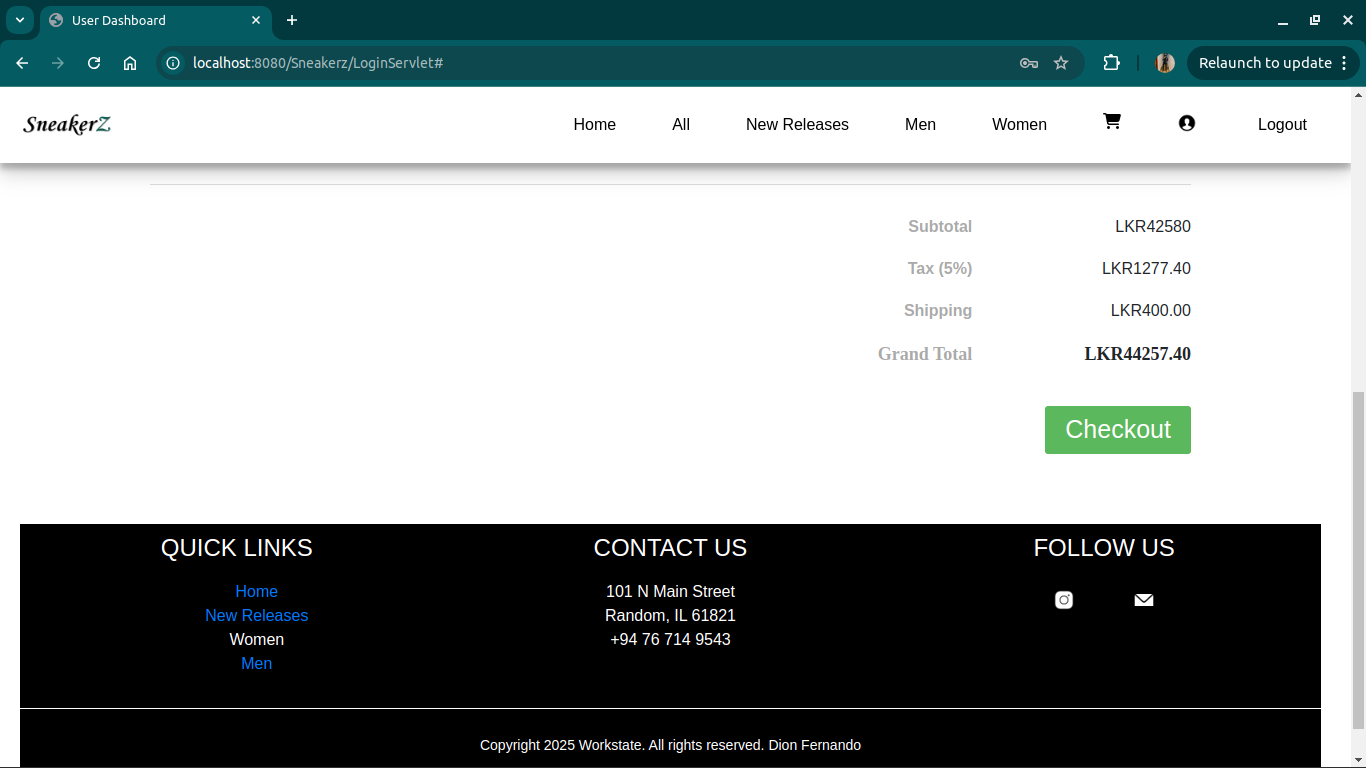 User Dashboard
localhost:8080/Sneakerz/LoginServlet#
Relaunch to update
SneakerZ
Home All New Releases Men Women Logout
Subtotal LKR42580
Tax (5%) LKR1277.40
Shipping LKR400.00
Grand Total LKR44257.40
Checkout
QUICK LINKS
Home
New Releases
Women
Men
CONTACT US
101 N Main Street
Random, IL 61821
+94 76 714 9543
FOLLOW US
Copyright 2025 Workstate. All rights reserved. Dion Fernando